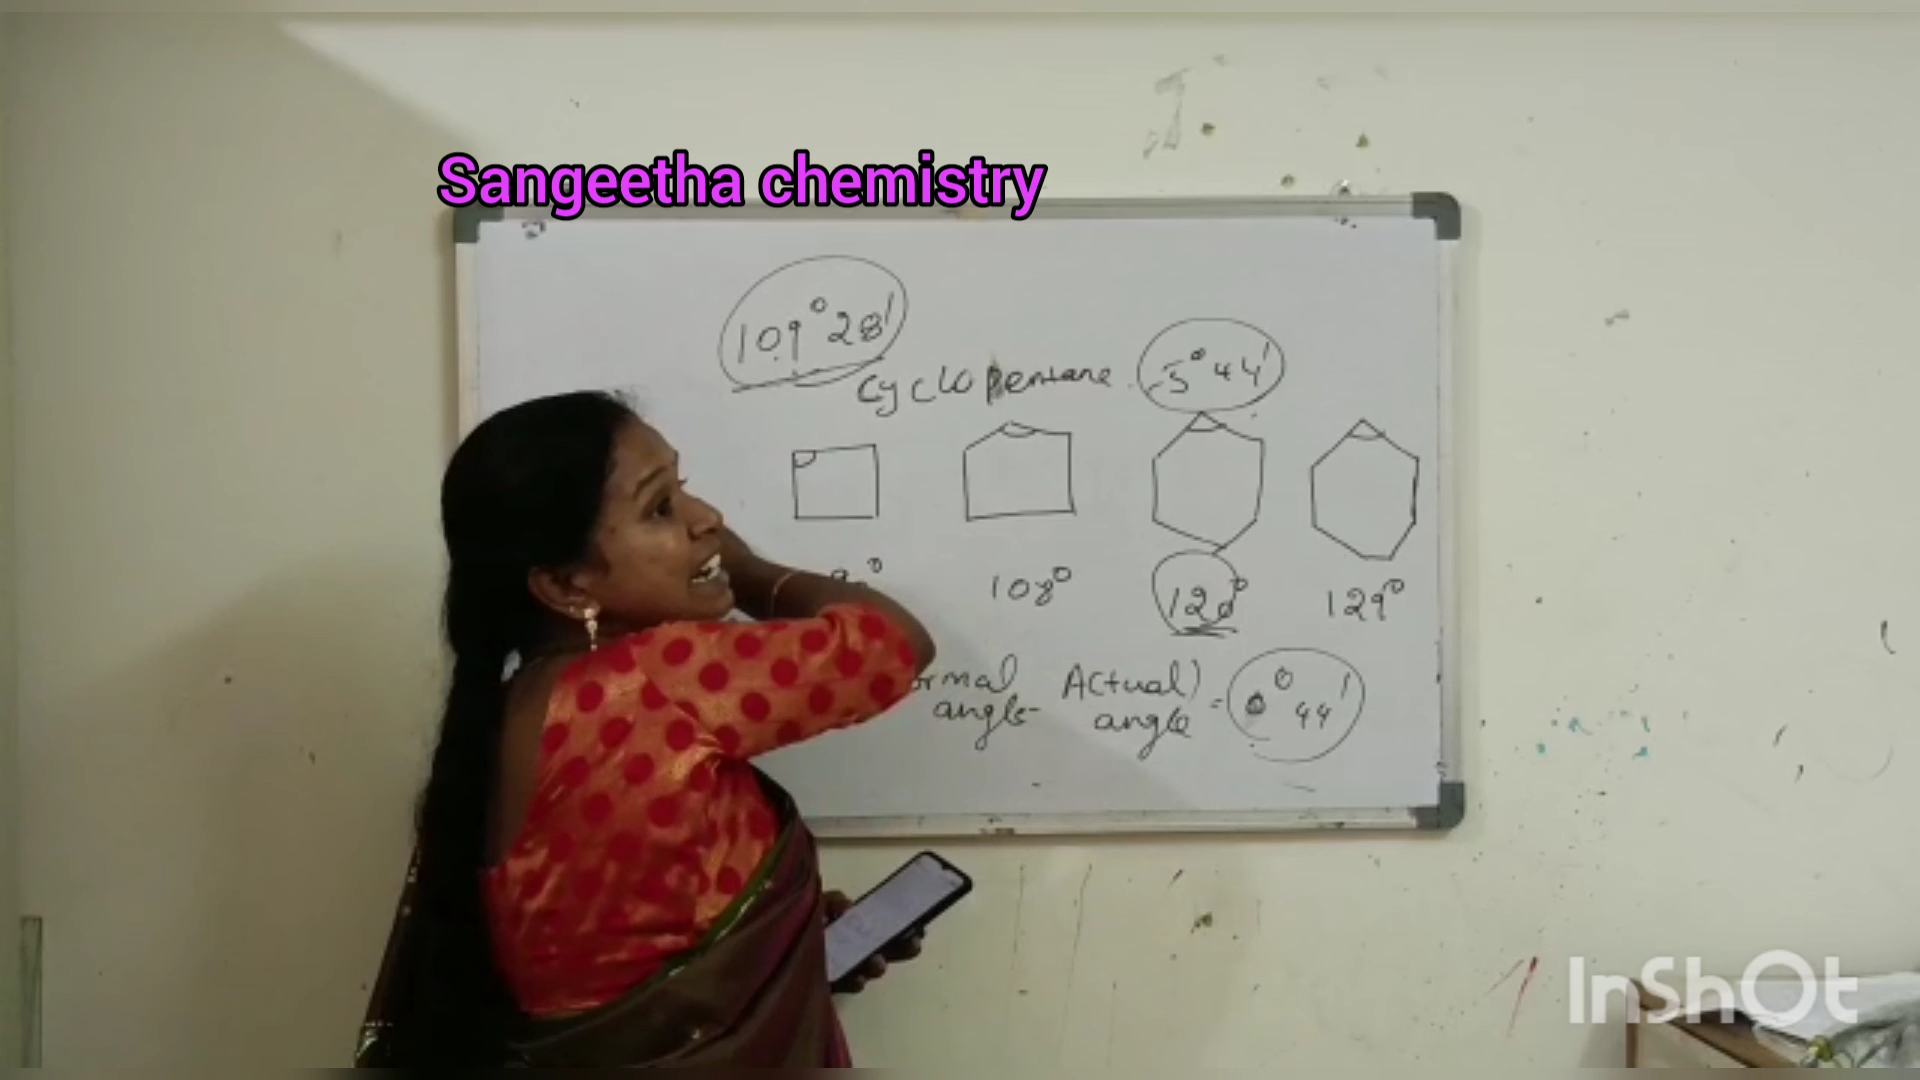 Sangeetha chemistry
109°28'
cyclopentane
-5°44'
108°
120°
129°
Actual)
angle- angle =
0°44'
InShOt